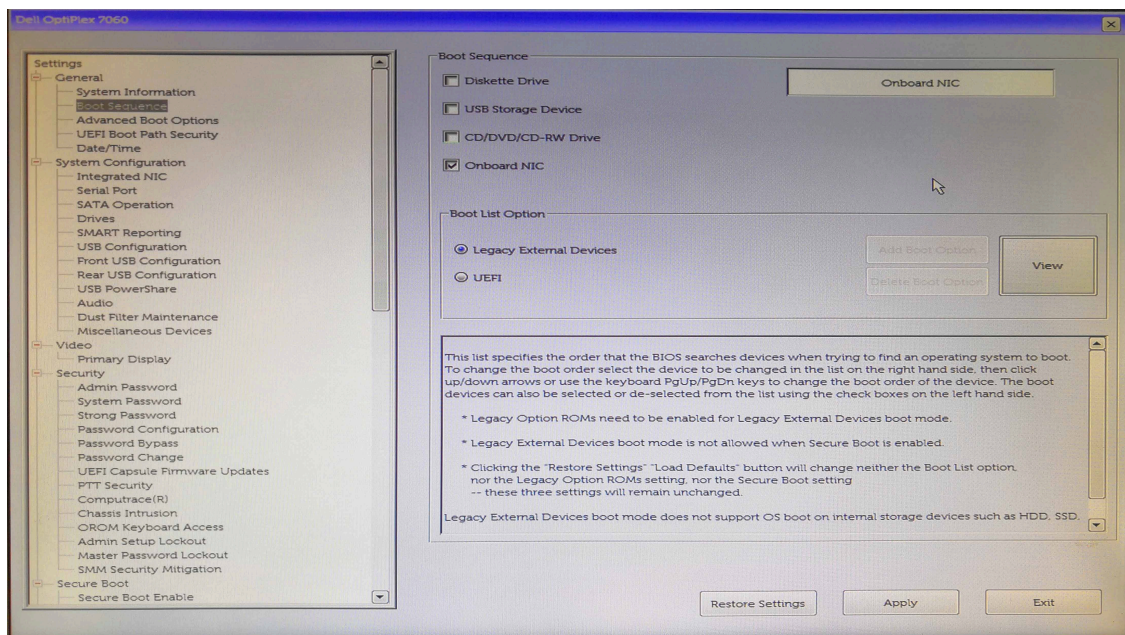 Dell OptiPlex 7060
Settings
General
System Information
Boot Sequence
Advanced Boot Options
UEFI Boot Path Security
Date/Time
System Configuration
Integrated NIC
Serial Port
SATA Operation
Drives
SMART Reporting
USB Configuration
Front USB Configuration
Rear USB Configuration
USB PowerShare
Audio
Dust Filter Maintenance
Miscellaneous Devices
Video
Primary Display
Security
Admin Password
System Password
Strong Password
Password Configuration
Password Bypass
Password Change
UEFI Capsule Firmware Updates
PTT Security
Computrace(R)
Chassis Intrusion
OROM Keyboard Access
Admin Setup Lockout
Master Password Lockout
SMM Security Mitigation
Secure Boot
Secure Boot Enable
Boot Sequence
Diskette Drive
USB Storage Device
CD/DVD/CD-RW Drive
Onboard NIC
Onboard NIC
Boot List Option
Legacy External Devices
UEFI
Add Boot Option
Delete Boot Option
View
This list specifies the order that the BIOS searches devices when trying to find an operating system to boot.
To change the boot order select the device to be changed in the list on the right hand side, then click
up/down arrows or use the keyboard PgUp/PgDn keys to change the boot order of the device. The boot
devices can also be selected or de-selected from the list using the check boxes on the left hand side.
* Legacy Option ROMs need to be enabled for Legacy External Devices boot mode.
* Legacy External Devices boot mode is not allowed when Secure Boot is enabled.
* Clicking the "Restore Settings" "Load Defaults" button will change neither the Boot List option,
nor the Legacy Option ROMs setting, nor the Secure Boot setting
-- these three settings will remain unchanged.
Legacy External Devices boot mode does not support OS boot on internal storage devices such as HDD, SSD,
Restore Settings
Apply
Exit